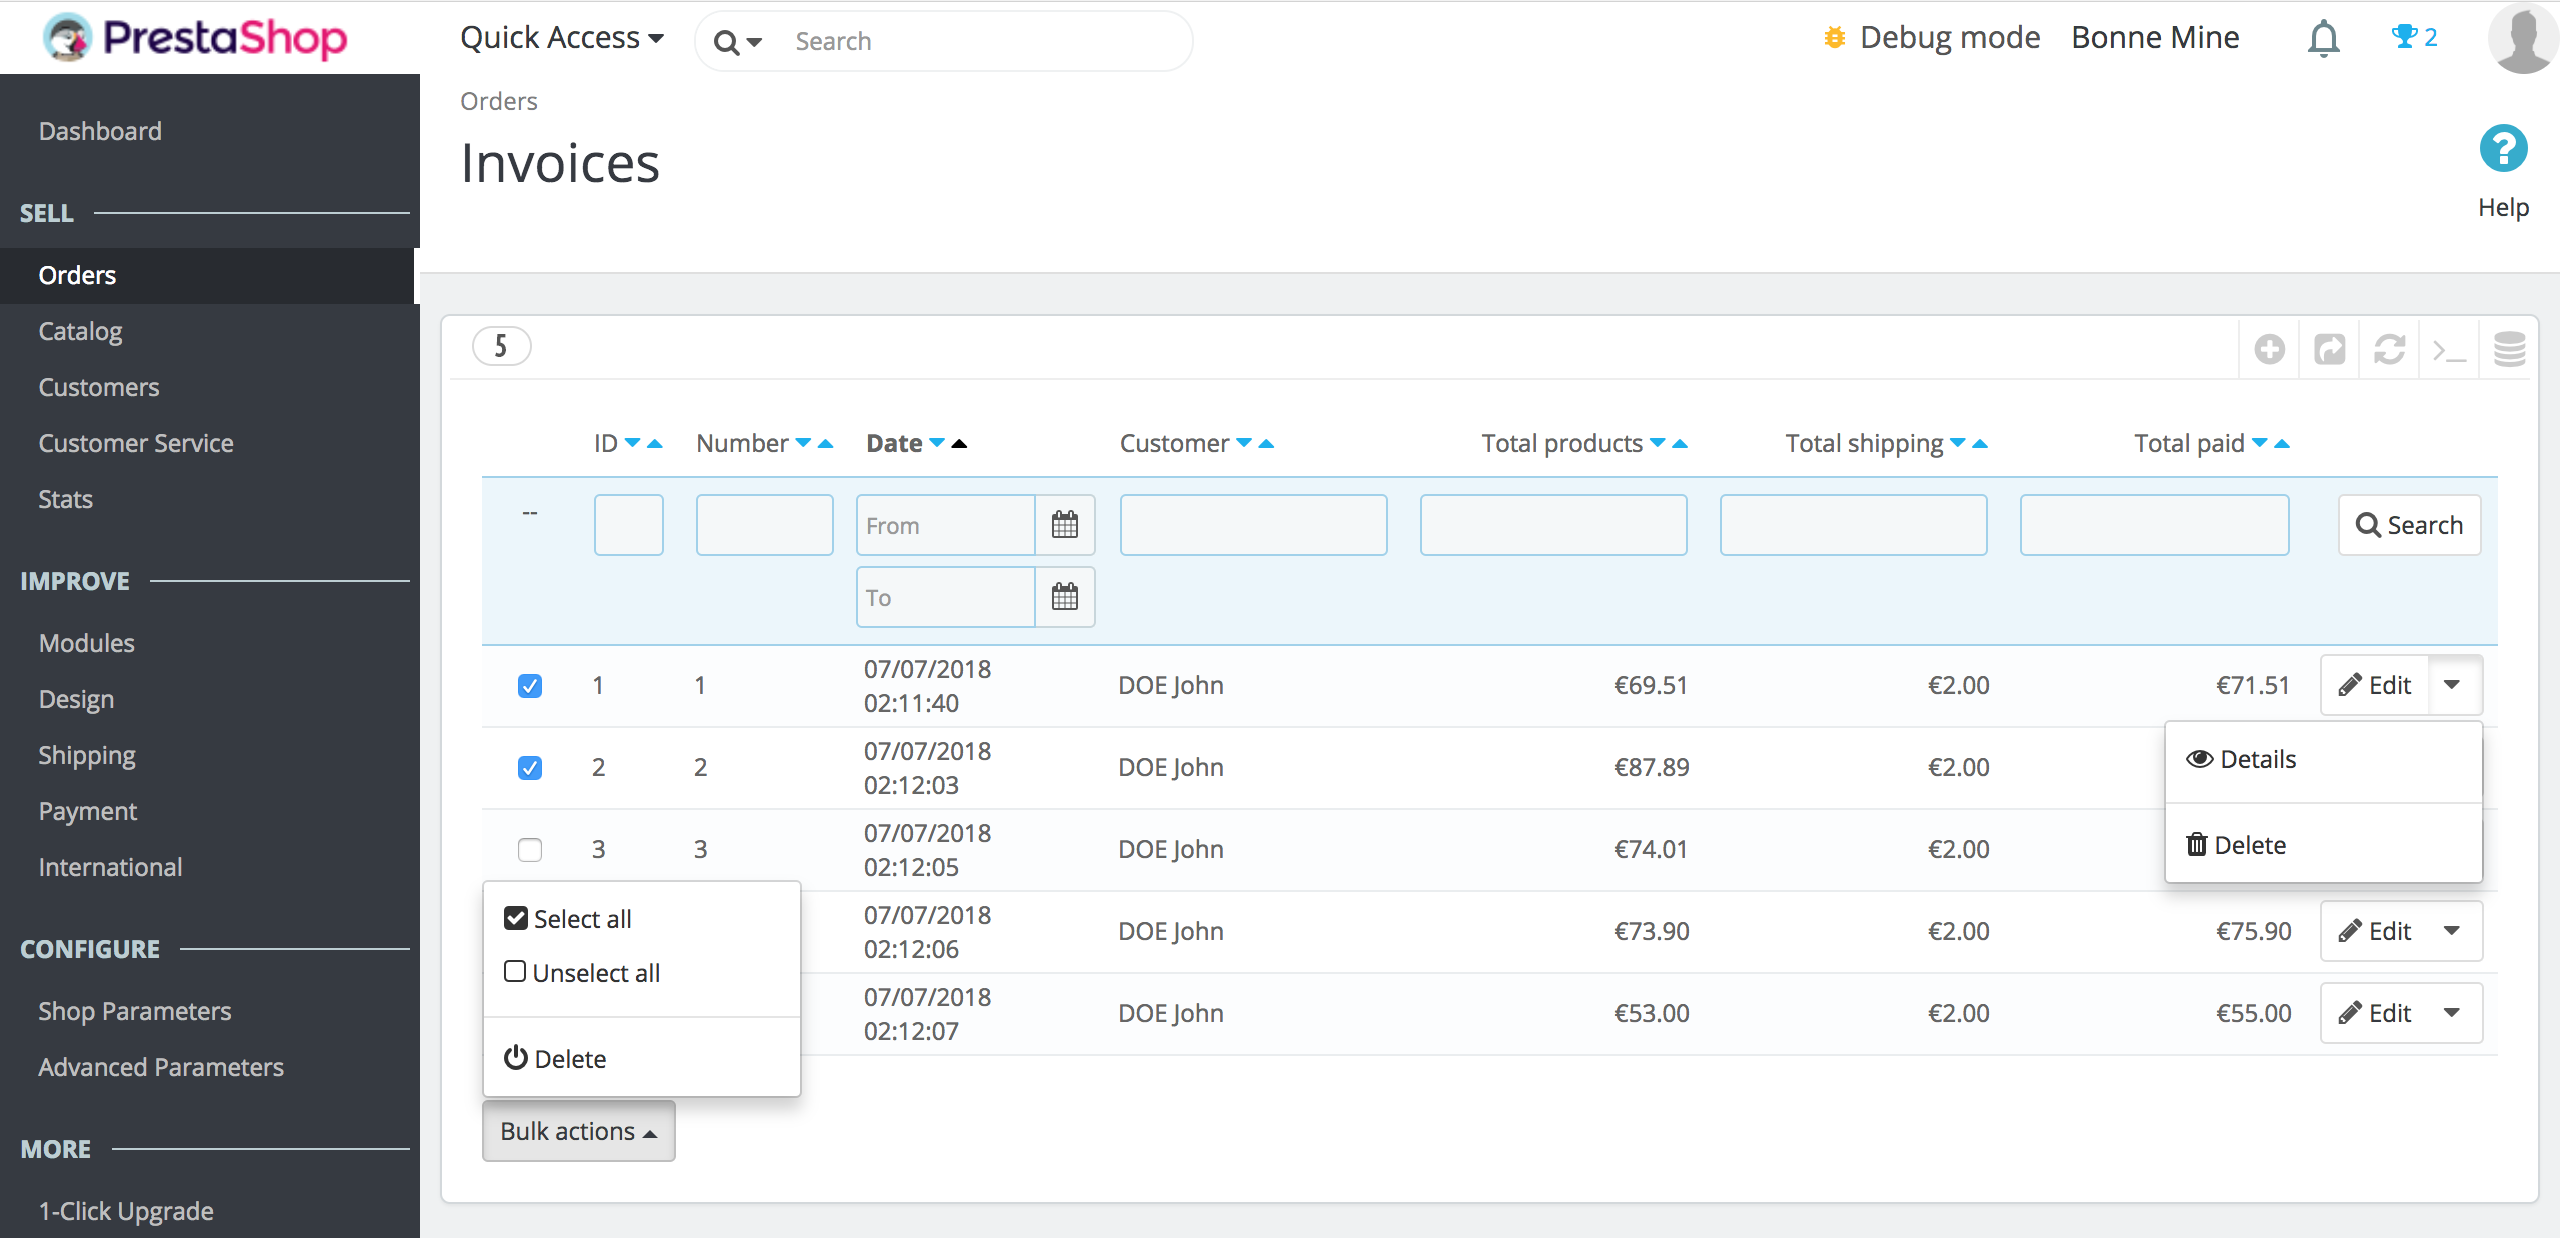 PrestaShop
Quick Access
Search
Debug mode
Bonne Mine
2
Dashboard
SELL
Orders
Catalog
Customers
Customer Service
Stats
IMPROVE
Modules
Design
Shipping
Payment
International
CONFIGURE
Shop Parameters
Advanced Parameters
MORE
1-Click Upgrade
Orders
Invoices
Help
5
>_
ID Number Date Customer Total products Total shipping Total paid
-- From Search
To
1 1 07/07/2018 02:11:40 DOE John €69.51 €2.00 €71.51 Edit
2 2 07/07/2018 02:12:03 DOE John €87.89 €2.00
3 3 07/07/2018 02:12:05 DOE John €74.01 €2.00
07/07/2018 02:12:06 DOE John €73.90 €2.00 €75.90 Edit
07/07/2018 02:12:07 DOE John €53.00 €2.00 €55.00 Edit
Details
Delete
Select all
Unselect all
Delete
Bulk actions